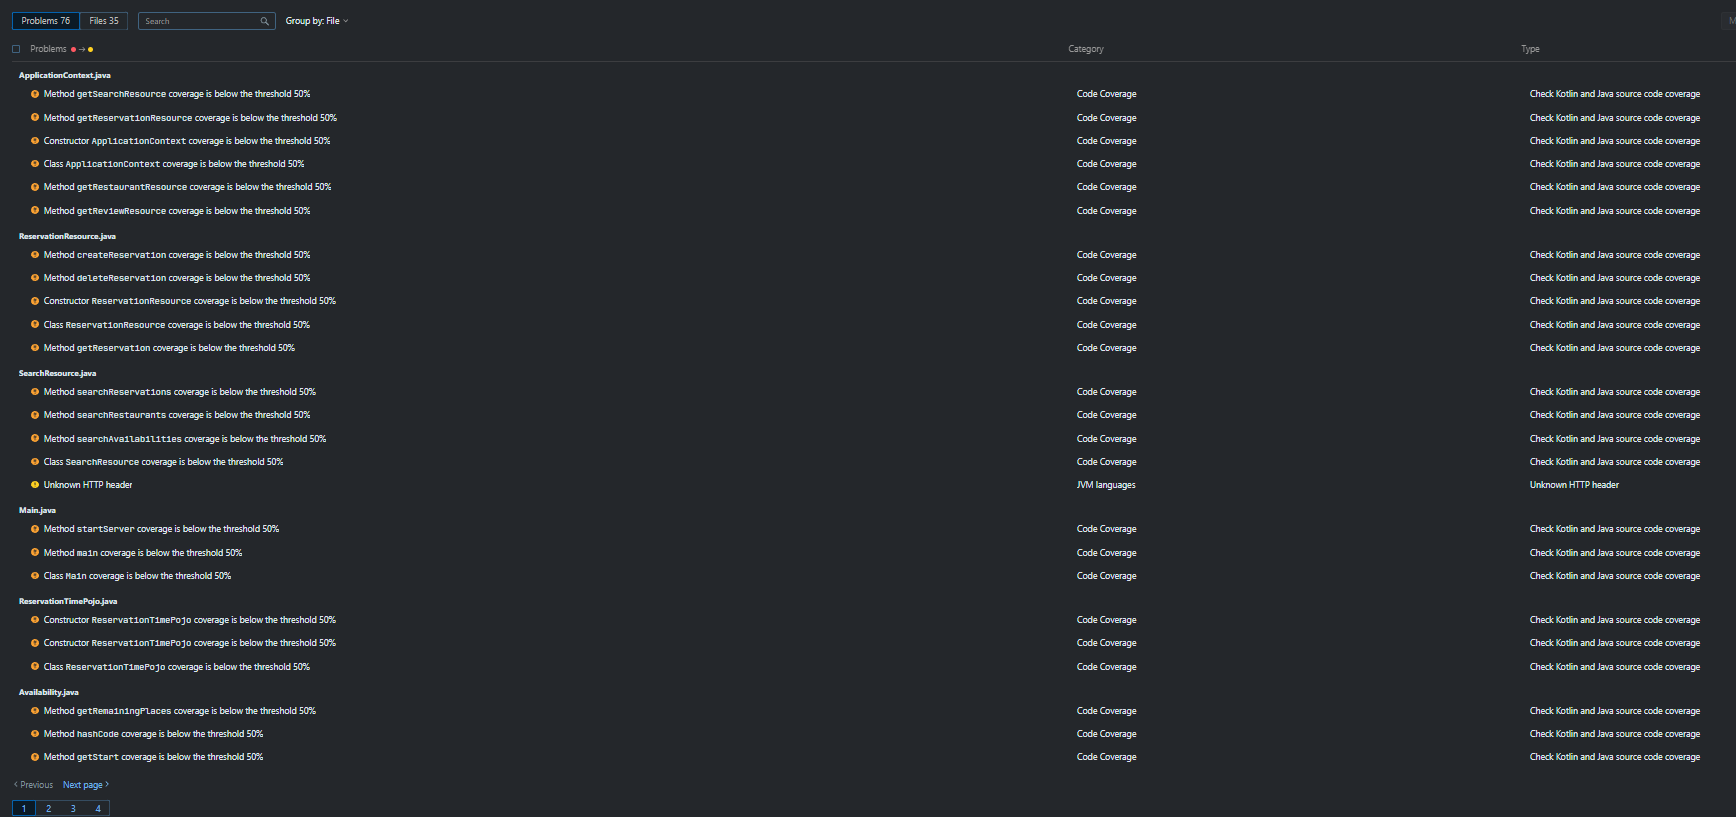 Problems 76 Files 35 Search Group by: File M
Problems Category Type
ApplicationContext.java
Method getSearchResource coverage is below the threshold 50% Code Coverage Check Kotlin and Java source code coverage
Method getReservationResource coverage is below the threshold 50% Code Coverage Check Kotlin and Java source code coverage
Constructor ApplicationContext coverage is below the threshold 50% Code Coverage Check Kotlin and Java source code coverage
Class ApplicationContext coverage is below the threshold 50% Code Coverage Check Kotlin and Java source code coverage
Method getRestaurantResource coverage is below the threshold 50% Code Coverage Check Kotlin and Java source code coverage
Method getReviewResource coverage is below the threshold 50% Code Coverage Check Kotlin and Java source code coverage
ReservationResource.java
Method createReservation coverage is below the threshold 50% Code Coverage Check Kotlin and Java source code coverage
Method deleteReservation coverage is below the threshold 50% Code Coverage Check Kotlin and Java source code coverage
Constructor ReservationResource coverage is below the threshold 50% Code Coverage Check Kotlin and Java source code coverage
Class ReservationResource coverage is below the threshold 50% Code Coverage Check Kotlin and Java source code coverage
Method getReservation coverage is below the threshold 50% Code Coverage Check Kotlin and Java source code coverage
SearchResource.java
Method searchReservations coverage is below the threshold 50% Code Coverage Check Kotlin and Java source code coverage
Method searchRestaurants coverage is below the threshold 50% Code Coverage Check Kotlin and Java source code coverage
Method searchAvailabilities coverage is below the threshold 50% Code Coverage Check Kotlin and Java source code coverage
Class SearchResource coverage is below the threshold 50% Code Coverage Check Kotlin and Java source code coverage
Unknown HTTP header JVM languages Unknown HTTP header
Main.java
Method startServer coverage is below the threshold 50% Code Coverage Check Kotlin and Java source code coverage
Method main coverage is below the threshold 50% Code Coverage Check Kotlin and Java source code coverage
Class Main coverage is below the threshold 50% Code Coverage Check Kotlin and Java source code coverage
ReservationTimePojo.java
Constructor ReservationTimePojo coverage is below the threshold 50% Code Coverage Check Kotlin and Java source code coverage
Constructor ReservationTimePojo coverage is below the threshold 50% Code Coverage Check Kotlin and Java source code coverage
Class ReservationTimePojo coverage is below the threshold 50% Code Coverage Check Kotlin and Java source code coverage
Availability.java
Method getRemainingPlaces coverage is below the threshold 50% Code Coverage Check Kotlin and Java source code coverage
Method hashCode coverage is below the threshold 50% Code Coverage Check Kotlin and Java source code coverage
Method getStart coverage is below the threshold 50% Code Coverage Check Kotlin and Java source code coverage
Previous Next page
1 2 3 4